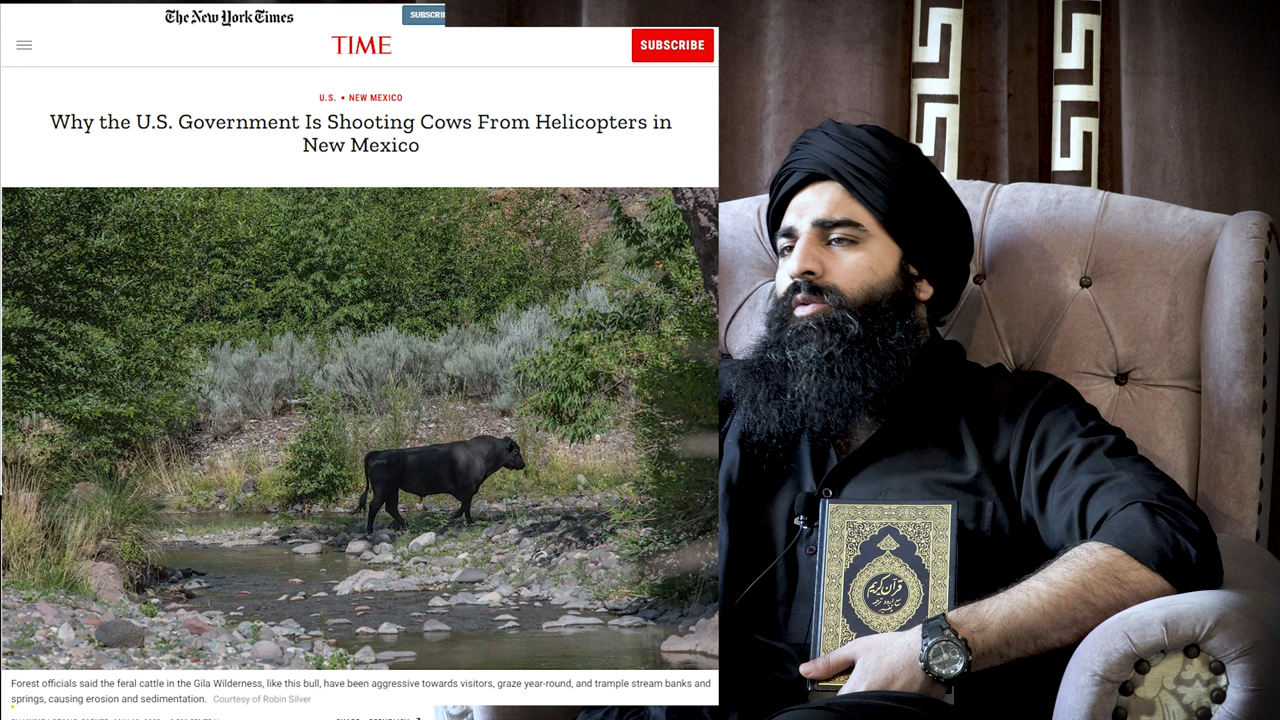 The New York Times
SUBSCRI
TIME
SUBSCRIBE
U.S. • NEW MEXICO
Why the U.S. Government Is Shooting Cows From Helicopters in
New Mexico
قرآن کریم
Forest officials said the feral cattle in the Gila Wilderness, like this bull, have been aggressive towards visitors, graze year-round, and trample stream banks and
springs, causing erosion and sedimentation. Courtesy of Robin Silver